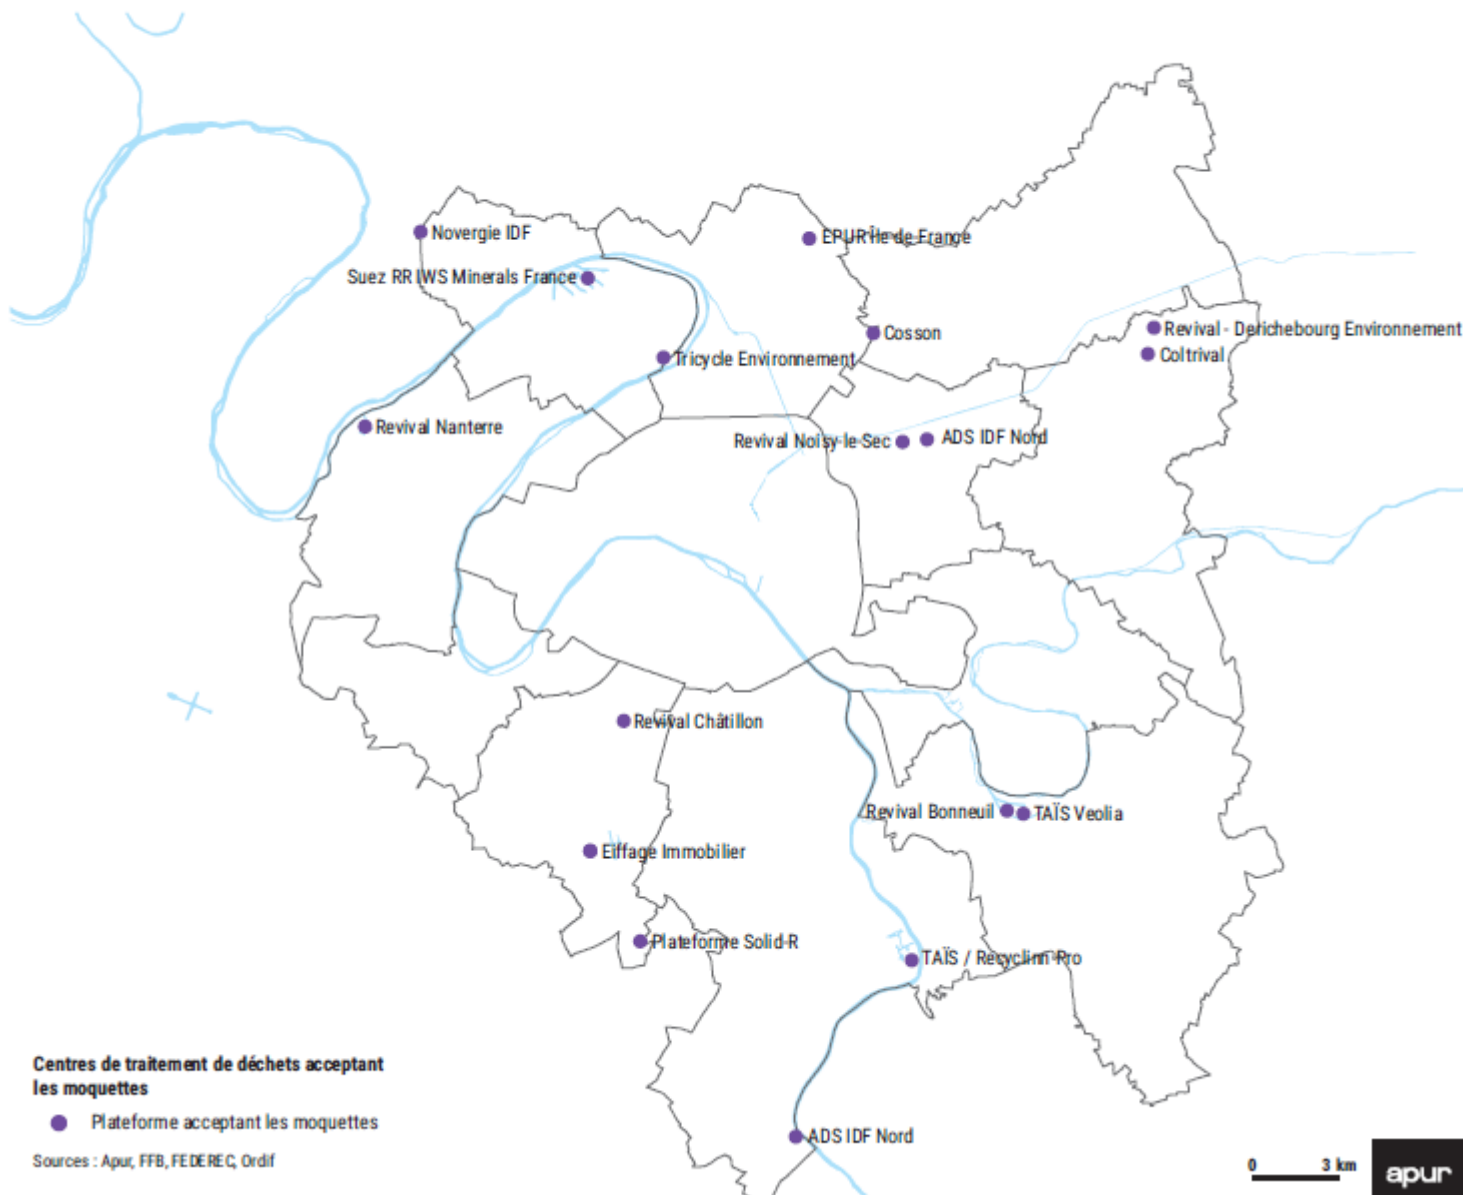 Novergie IDF
EPUR Île de France
Suez RR IWS Minerals France
Cosson
Revival - Derichebourg Environnement
Coltrival
Tricycle Environnement
Revival Nanterre
Revival Noisy-le-Sec
ADS IDF Nord
Revival Châtillon
Revival Bonneuil
TAÏS Veolia
Eiffage Immobilier
Plateforme Solid-R
TAÏS / Recyclinn-Pro
ADS IDF Nord
Centres de traitement de déchets acceptant
les moquettes
Plateforme acceptant les moquettes
Sources : Apur, FFB, FEDEREC, Ordif
0 3 km
apur